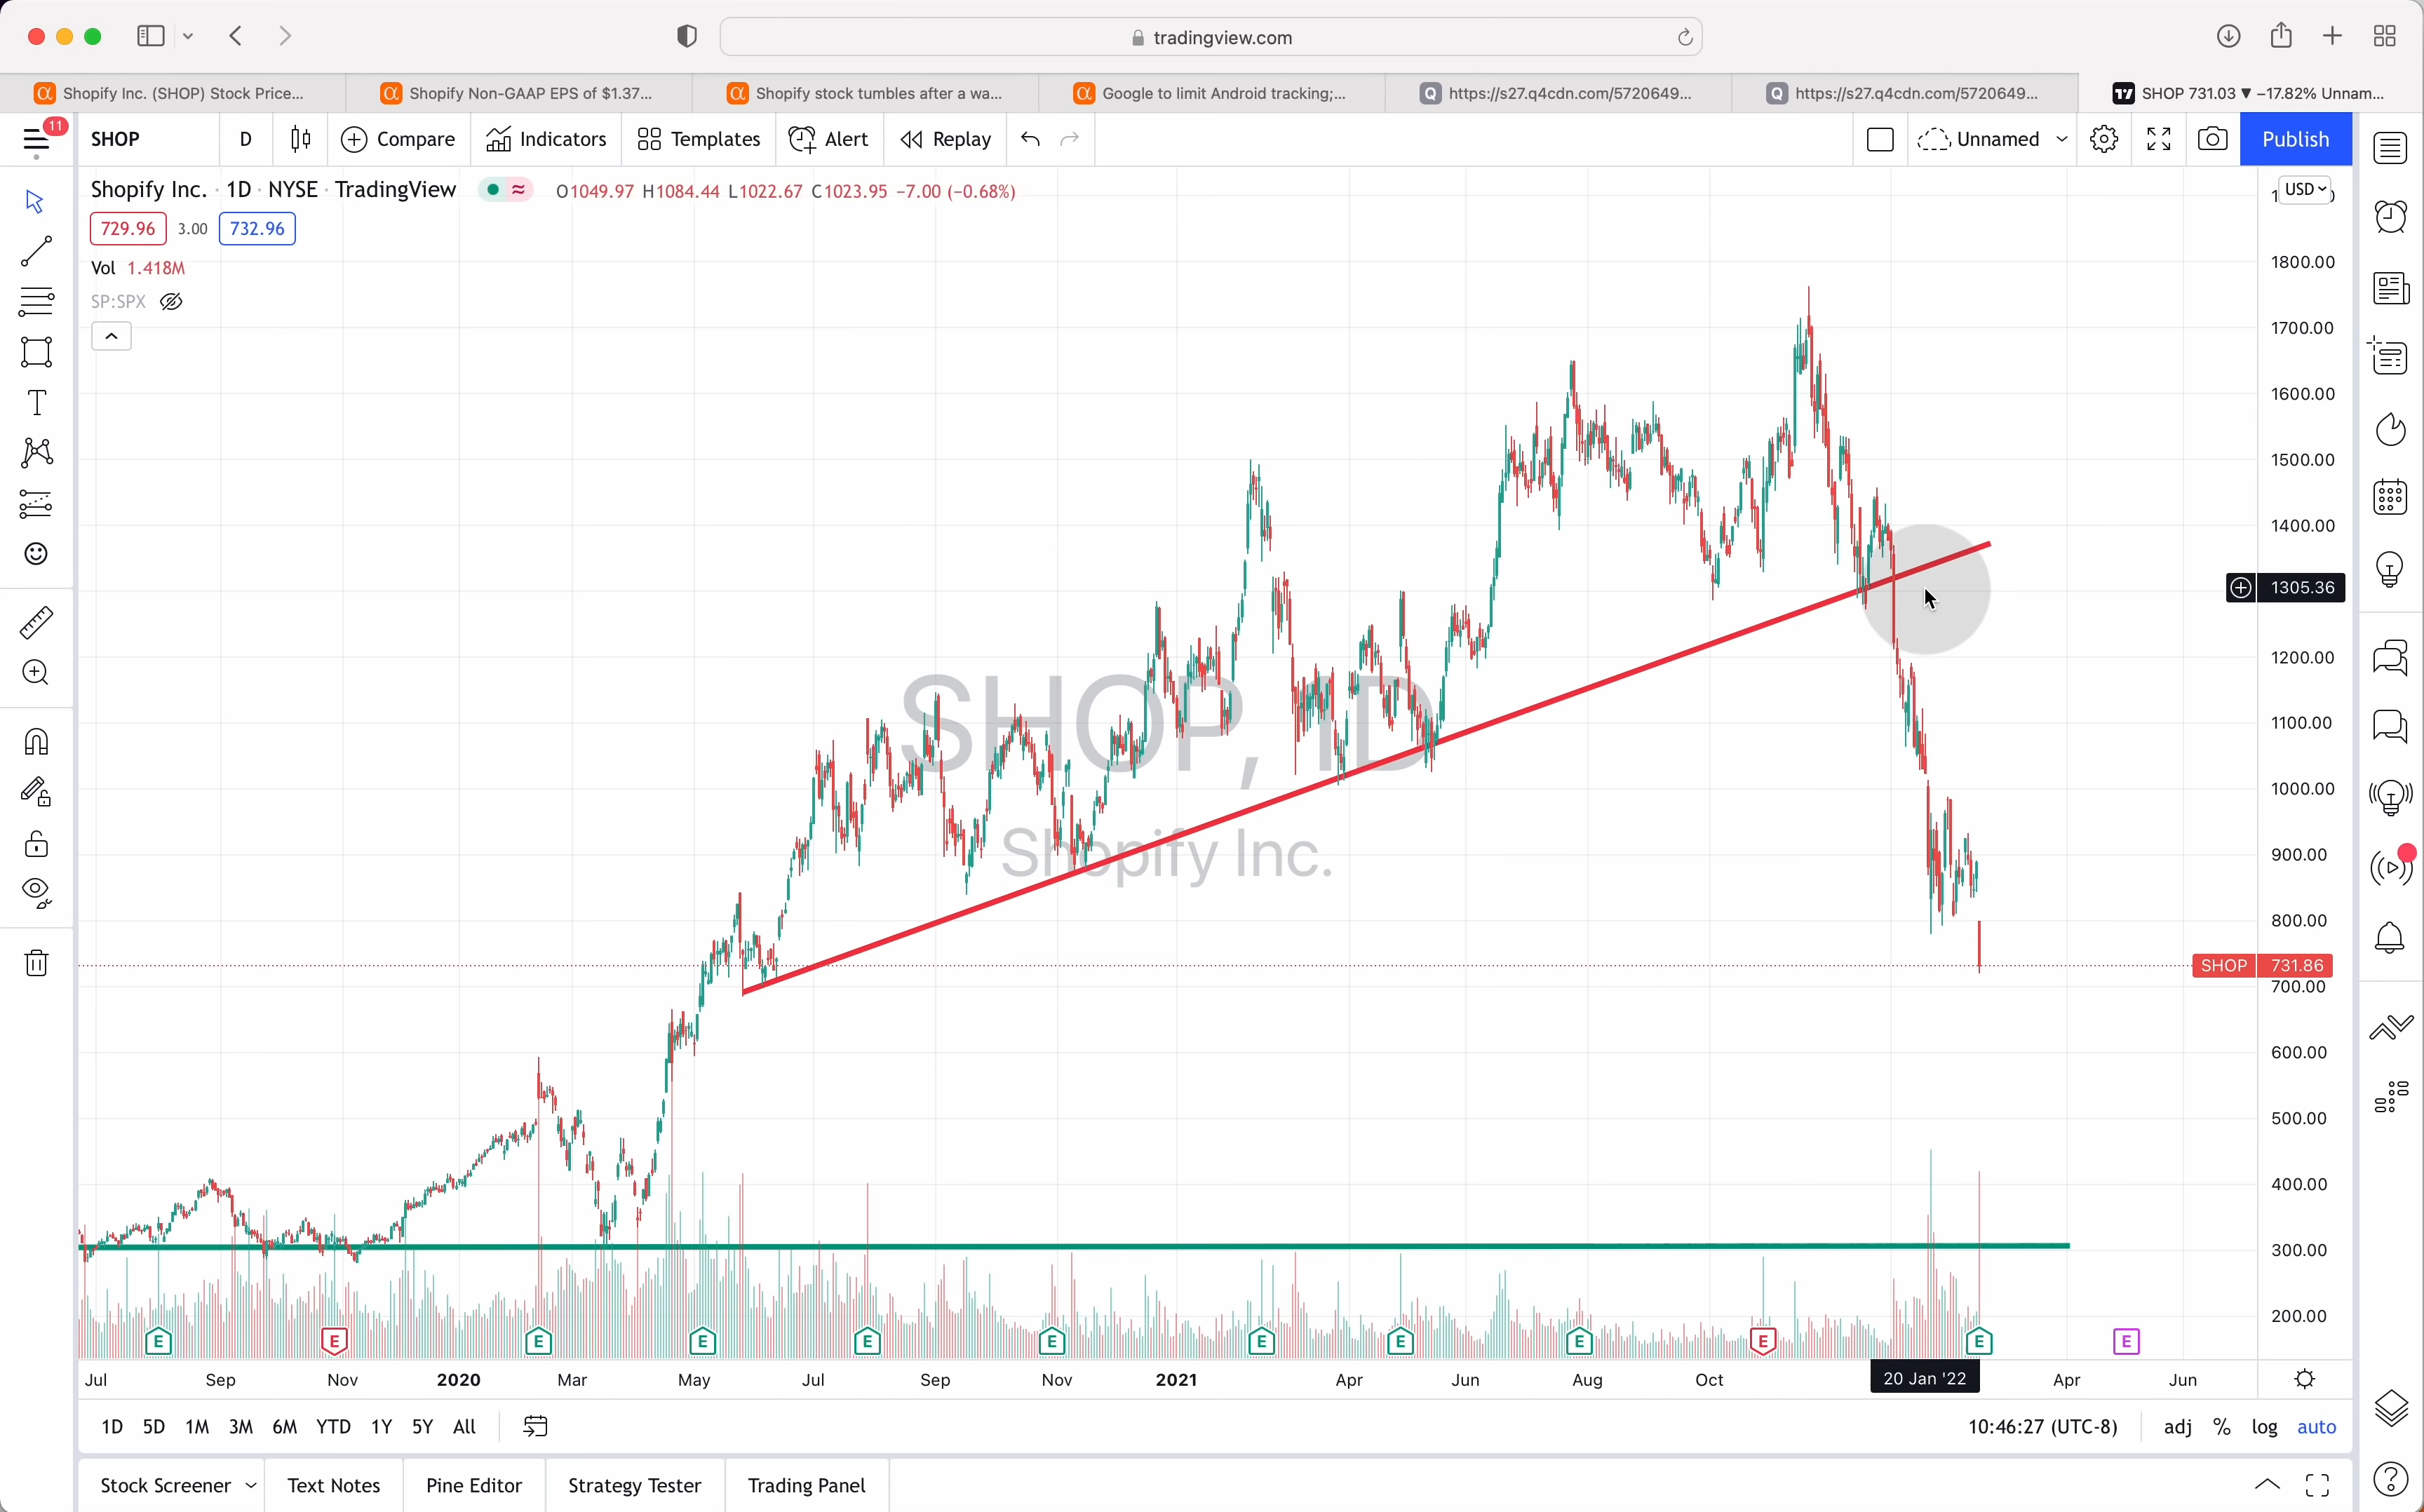 tradingview.com
Shopify Inc. (SHOP) Stock Price...
Shopify Non-GAAP EPS of $1.37...
Shopify stock tumbles after a wa...
Google to limit Android tracking;...
https://s27.q4cdn.com/5720649...
https://s27.q4cdn.com/5720649...
SHOP 731.03 ▼ −17.82% Unnam...
11
SHOP D Compare Indicators Templates Alert Replay Unnamed Publish
Shopify Inc. · 1D · NYSE · TradingView O1049.97 H1084.44 L1022.67 C1023.95 −7.00 (−0.68%)
USD
729.96 3.00 732.96
Vol 1.418M
SP:SPX
1800.00
1700.00
1600.00
1500.00
1400.00
1305.36
1200.00
1100.00
1000.00
900.00
800.00
SHOP 731.86
700.00
600.00
500.00
400.00
300.00
200.00
SHOP, 1D
Shopify Inc.
E E E E E E E E E E E E
Jul Sep Nov 2020 Mar May Jul Sep Nov 2021 Apr Jun Aug Oct 20 Jan '22 Apr Jun
1D 5D 1M 3M 6M YTD 1Y 5Y All 10:46:27 (UTC-8) adj % log auto
Stock Screener Text Notes Pine Editor Strategy Tester Trading Panel